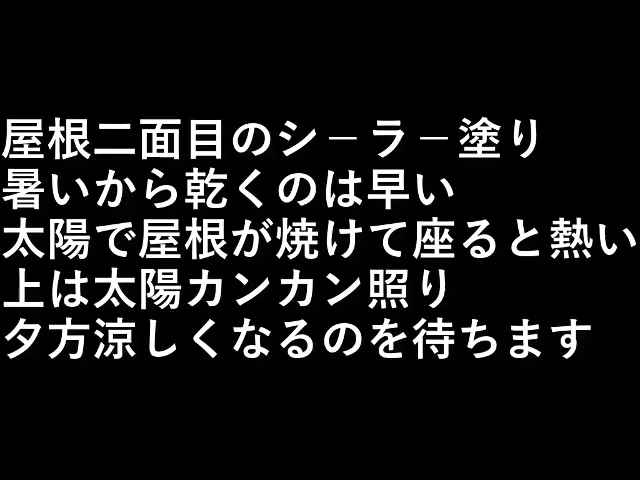 屋根二面目のシ－ラ－塗り
暑いから乾くのは早い
太陽で屋根が焼けて座ると熱い
上は太陽カンカン照り
夕方涼しくなるのを待ちます